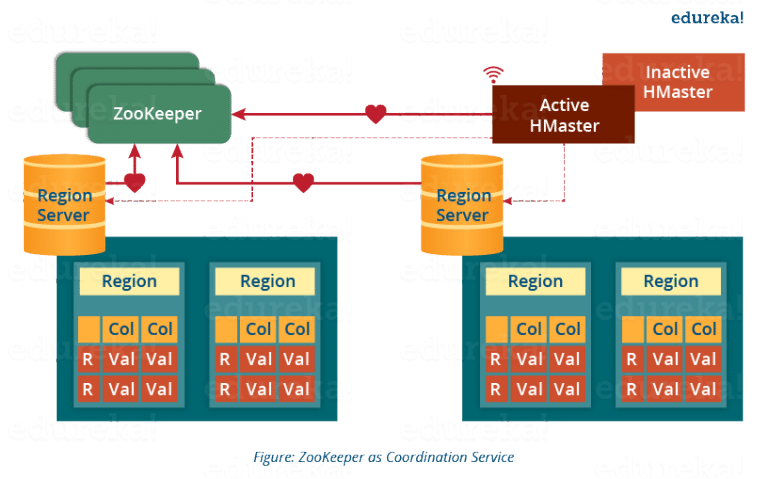 edureka!
Inactive
HMaster
Active
HMaster
ZooKeeper
Region
Server
Region
Server
Region
Region
Region
Region
Col Col
Col Col
Col Col
Col Col
R Val Val
R Val Val
R Val Val
R Val Val
R Val Val
R Val Val
R Val Val
R Val Val
Figure: ZooKeeper as Coordination Service